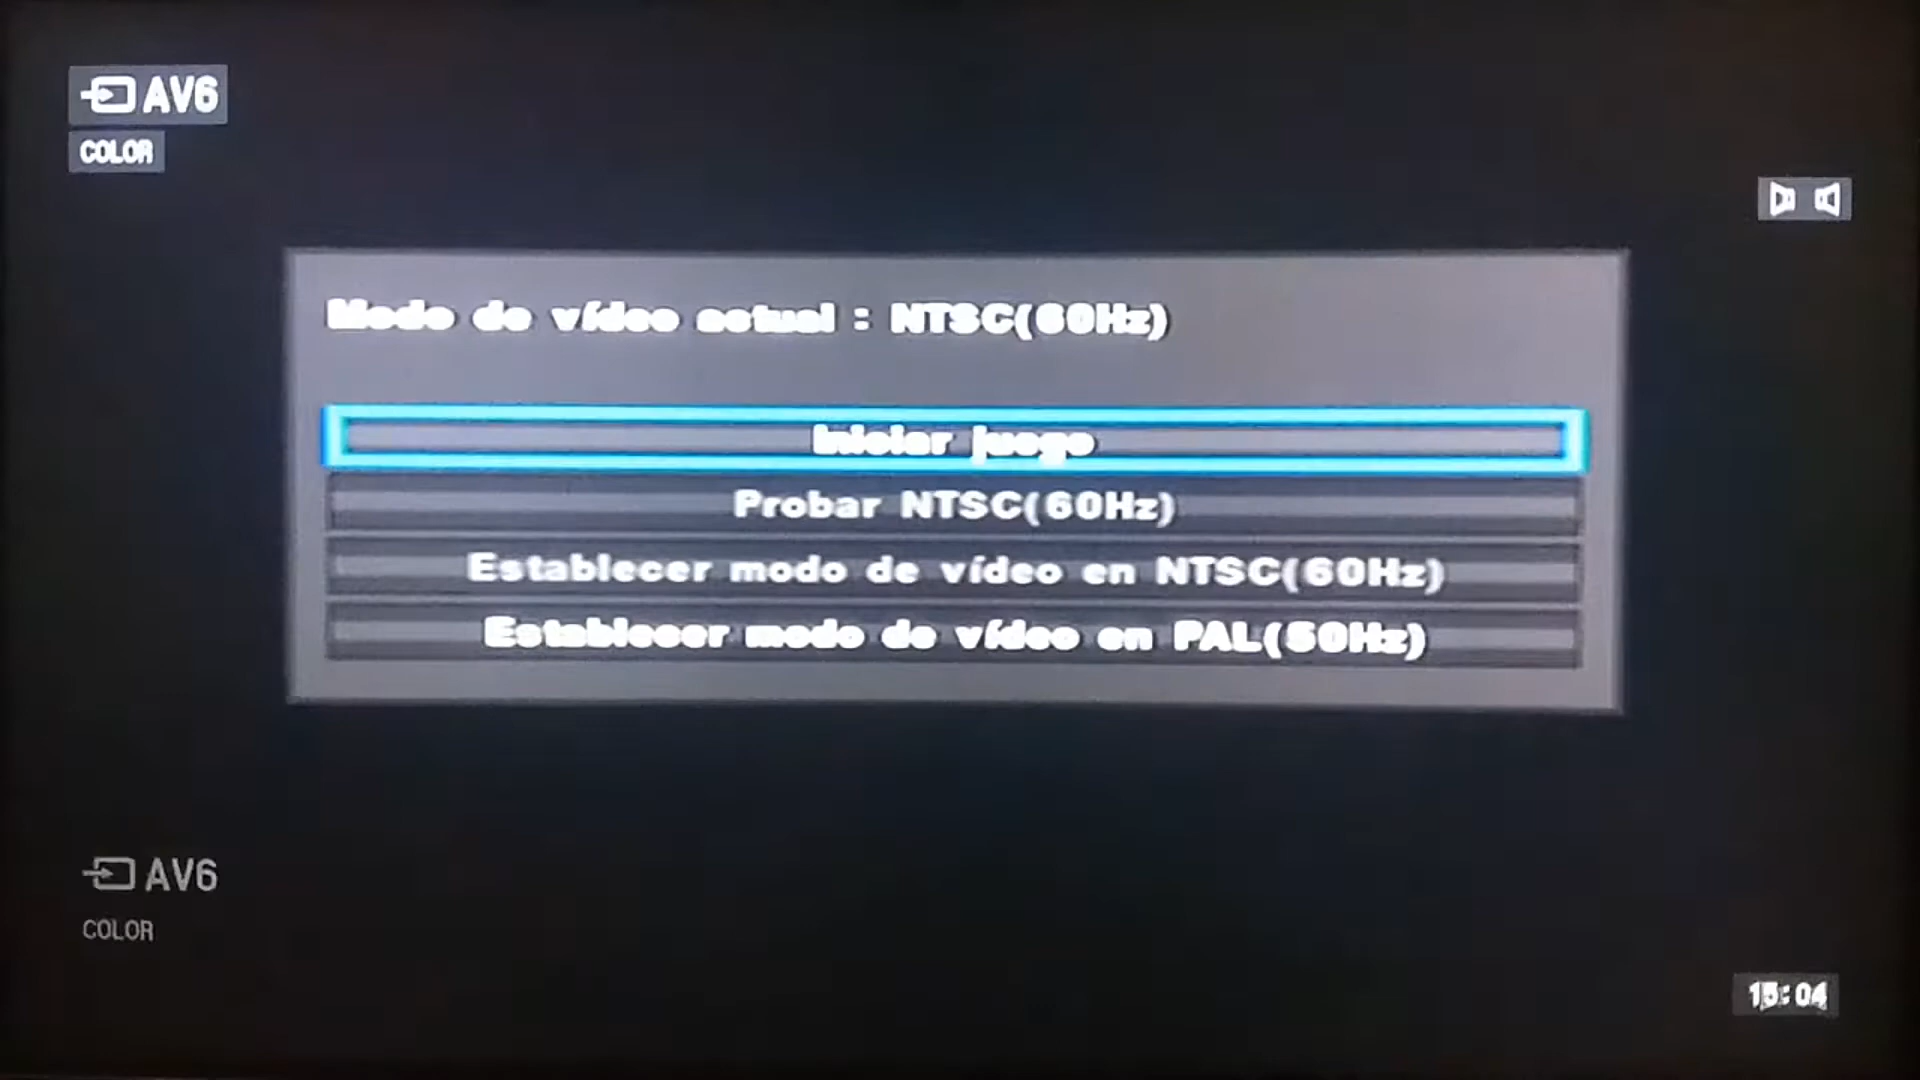 AV6
COLOR
Modo de vídeo actual : NTSC(60Hz)
Iniciar juego
Probar NTSC(60Hz)
Establecer modo de vídeo en NTSC(60Hz)
Establecer modo de vídeo en PAL(50Hz)
AV6
COLOR
15:04